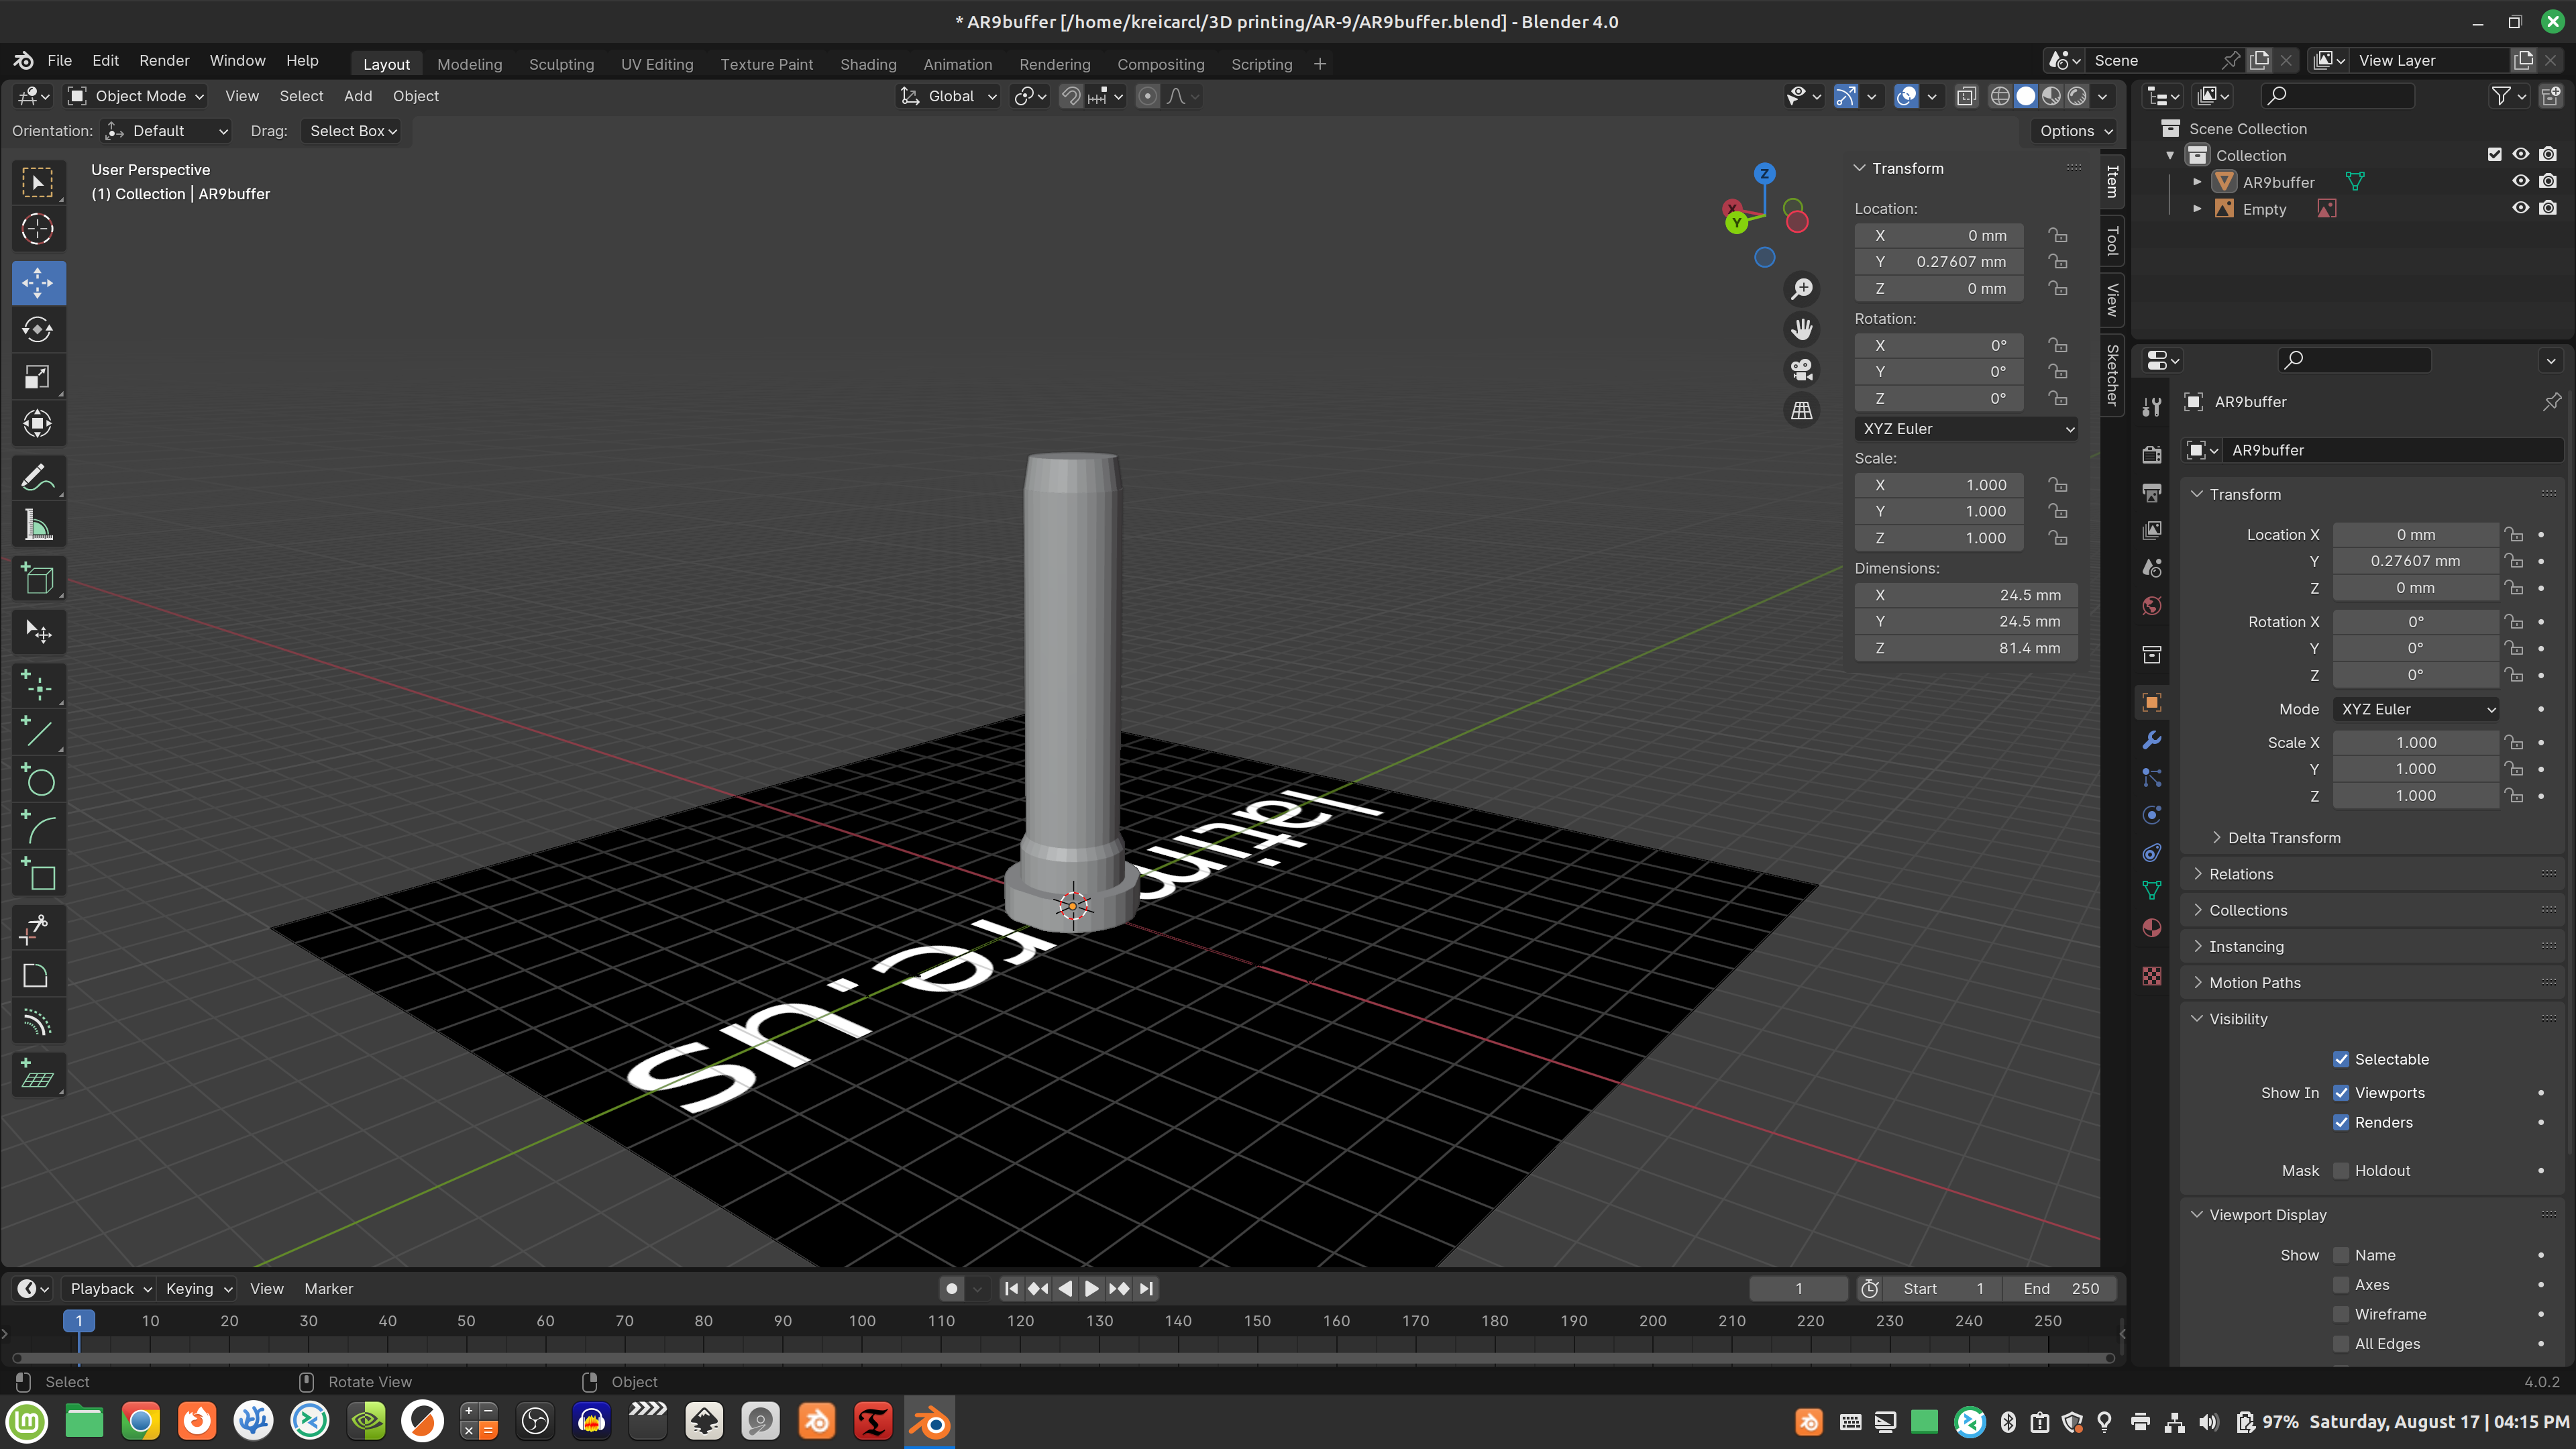 * AR9buffer [/home/kreicarcl/3D printing/AR-9/AR9buffer.blend] - Blender 4.0
File Edit Render Window Help Layout Modeling Sculpting UV Editing Texture Paint Shading Animation Rendering Compositing Scripting + Scene View Layer
Object Mode View Select Add Object Global
Orientation: Default Drag: Select Box Options
User Perspective
(1) Collection | AR9buffer
Z
X
Y
Transform
Location:
X 0 mm
Y 0.27607 mm
Z 0 mm
Rotation:
X 0°
Y 0°
Z 0°
XYZ Euler
Scale:
X 1.000
Y 1.000
Z 1.000
Dimensions:
X 24.5 mm
Y 24.5 mm
Z 81.4 mm
Item
Tool
View
Sketcher
Scene Collection
Collection
AR9buffer
Empty
AR9buffer
AR9buffer
Transform
Location X 0 mm
Y 0.27607 mm
Z 0 mm
Rotation X 0°
Y 0°
Z 0°
Mode XYZ Euler
Scale X 1.000
Y 1.000
Z 1.000
Delta Transform
Relations
Collections
Instancing
Motion Paths
Visibility
Selectable
Show In Viewports
Renders
Mask Holdout
Viewport Display
Show Name
Axes
Wireframe
All Edges
Playback Keying View Marker 1 Start 1 End 250
1 10 20 30 40 50 60 70 80 90 100 110 120 130 140 150 160 170 180 190 200 210 220 230 240 250
Select Rotate View Object 4.0.2
97% Saturday, August 17 | 04:15 PM